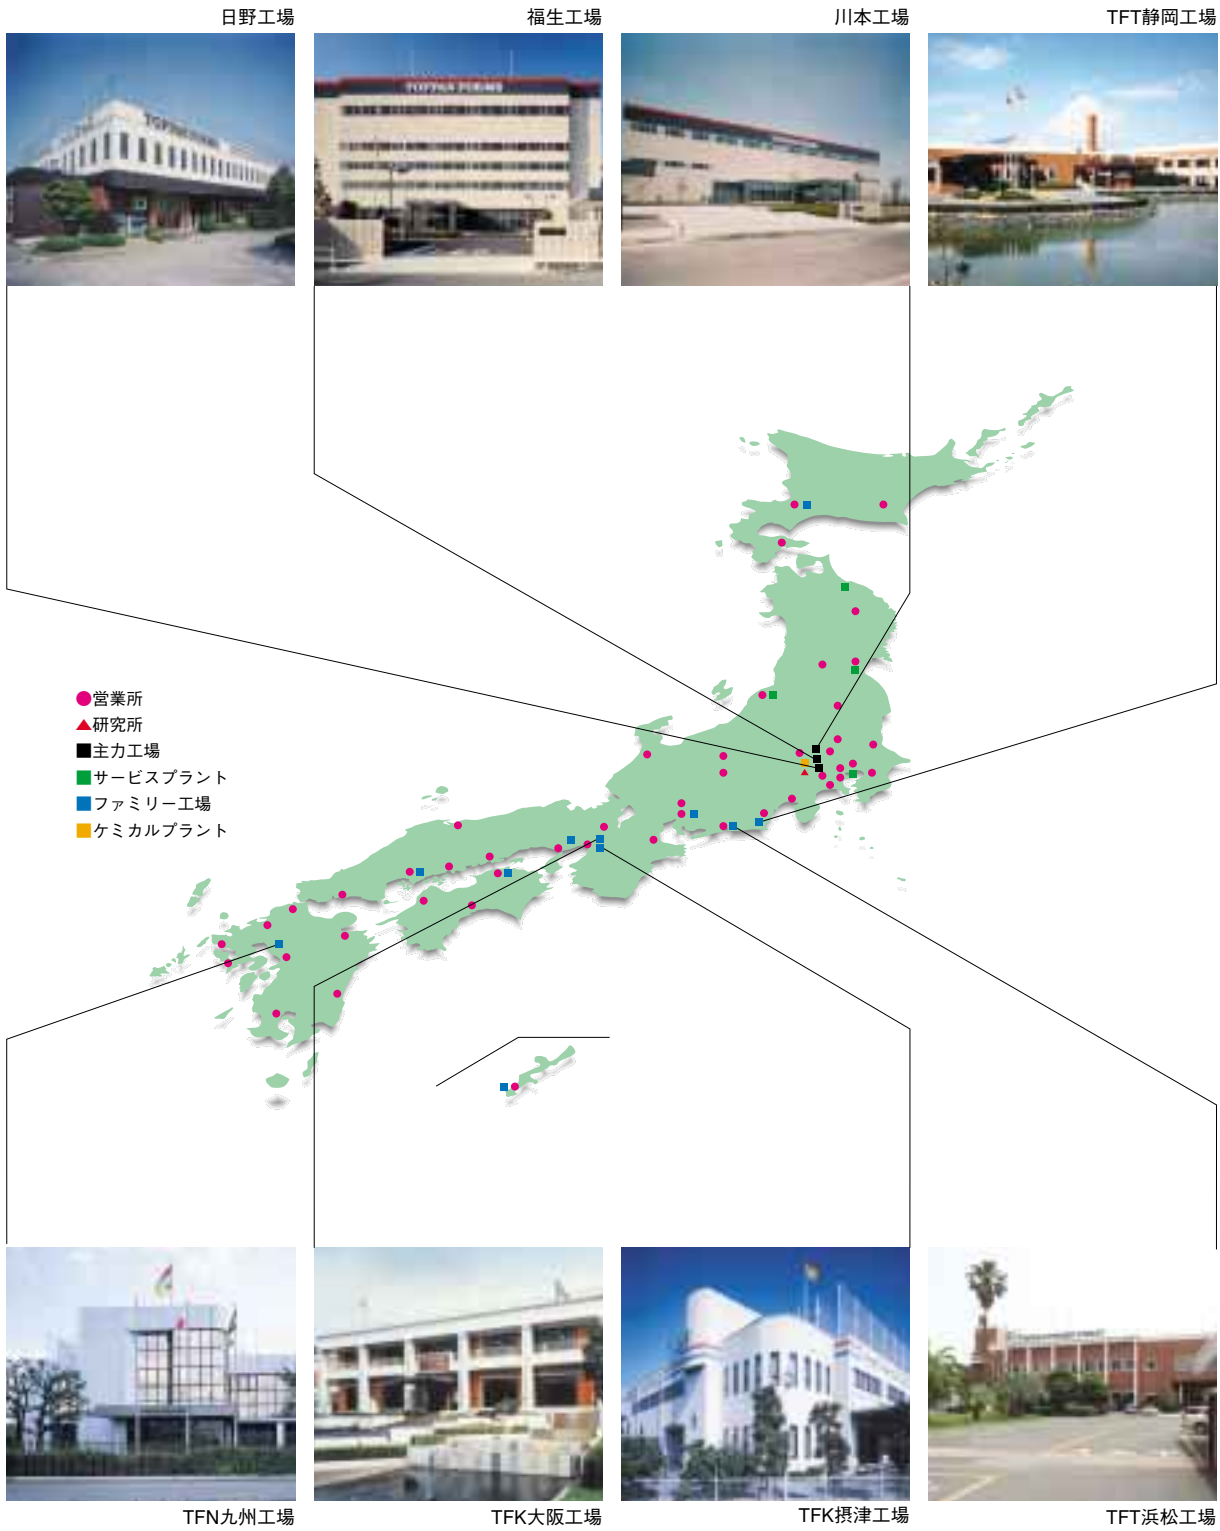 日野工場
福生工場
川本工場
TFT静岡工場
TOPPAN FORMS
営業所
研究所
主力工場
サービスプラント
ファミリー工場
ケミカルプラント
TFN九州工場
TFK大阪工場
TFK摂津工場
TFT浜松工場